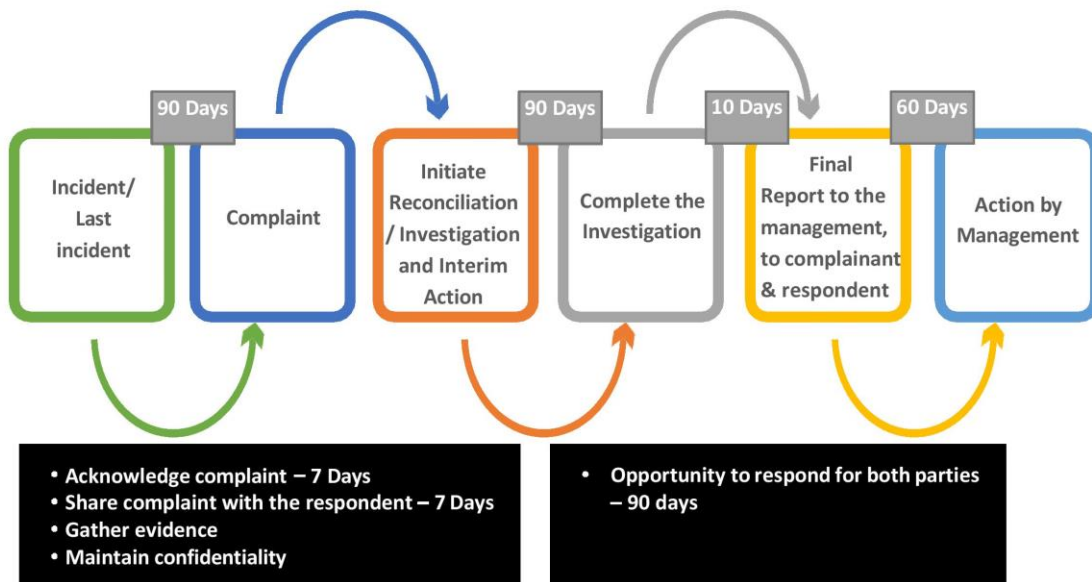 90 Days
90 Days
10 Days
60 Days
Incident/
Last
incident
Complaint
Initiate
Reconciliation
/ Investigation
and Interim
Action
Complete the
Investigation
Final
Report to the
management,
to complainant
& respondent
Action by
Management
• Acknowledge complaint – 7 Days
• Share complaint with the respondent – 7 Days
• Gather evidence
• Maintain confidentiality
• Opportunity to respond for both parties
– 90 days